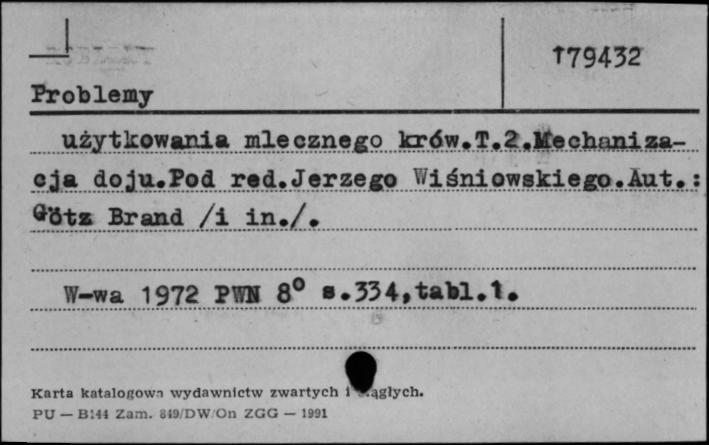 179432
Problemy
użytkowania mlecznego krów.T.2.Mechaniza-
cja doju.Pod red.Jerzego Wiśniowskiego.Aut.:
Götz Brand /i in./.
W-wa 1972 PWN 8° s.334,tabl.1.
Karta katalogowa wydawnictw zwartych i ciągłych.
PU — B144 Zam. 849/DW/On ZGG — 1991